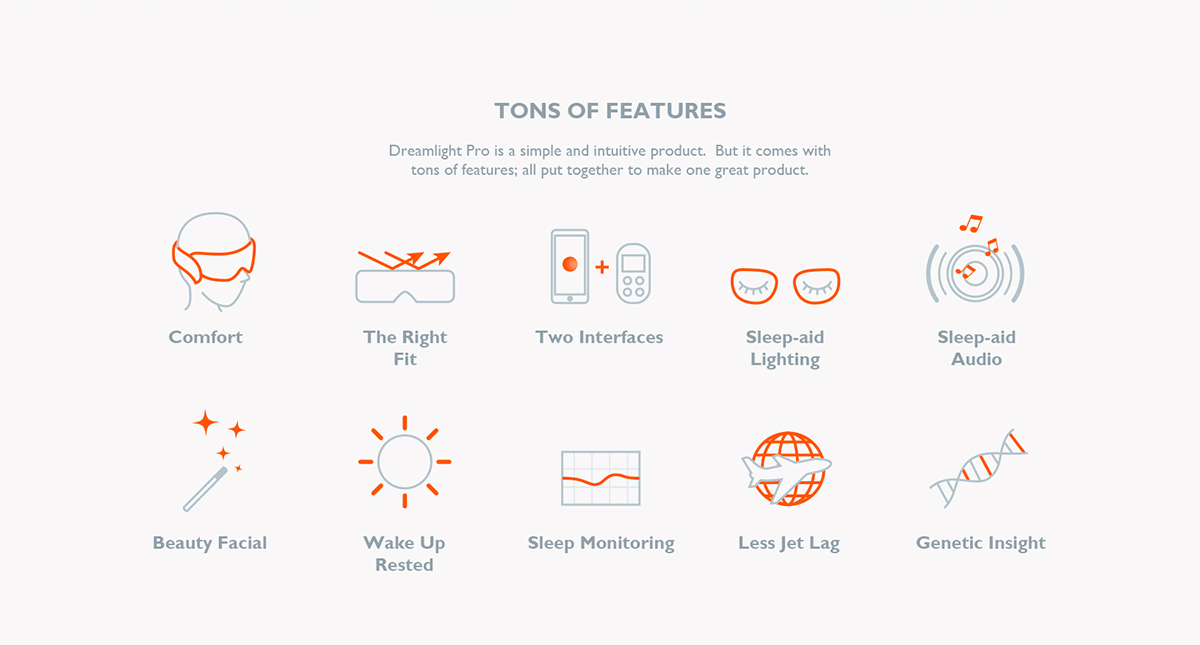 TONS OF FEATURES
Dreamlight Pro is a simple and intuitive product.  But it comes with
tons of features; all put together to make one great product.
Comfort
The Right
Fit
Two Interfaces
Sleep-aid
Lighting
Sleep-aid
Audio
Beauty Facial
Wake Up
Rested
Sleep Monitoring
Less Jet Lag
Genetic Insight